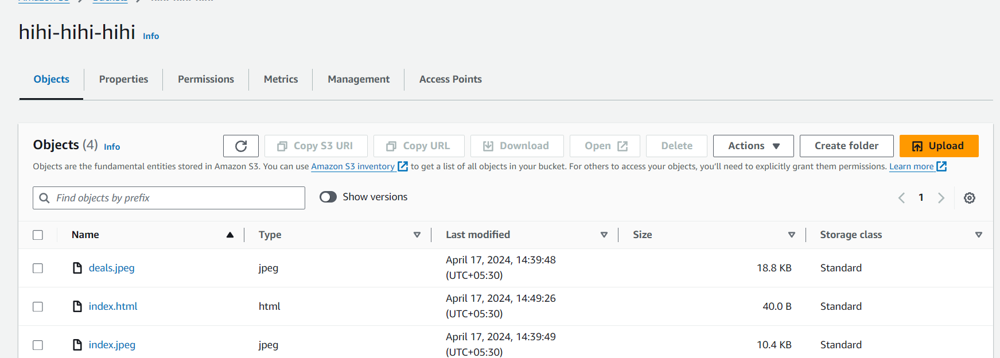 hihi-hihi-hihi Info
Objects Properties Permissions Metrics Management Access Points
Objects (4) Info Copy S3 URI Copy URL Download Open Delete Actions Create folder Upload
Objects are the fundamental entities stored in Amazon S3. You can use Amazon S3 inventory to get a list of all objects in your bucket. For others to access your objects, you'll need to explicitly grant them permissions. Learn more
Find objects by prefix Show versions 1
Name Type Last modified Size Storage class
deals.jpeg jpeg April 17, 2024, 14:39:48 (UTC+05:30) 18.8 KB Standard
index.html html April 17, 2024, 14:49:26 (UTC+05:30) 40.0 B Standard
index.jpeg jpeg April 17, 2024, 14:39:49 (UTC+05:30) 10.4 KB Standard